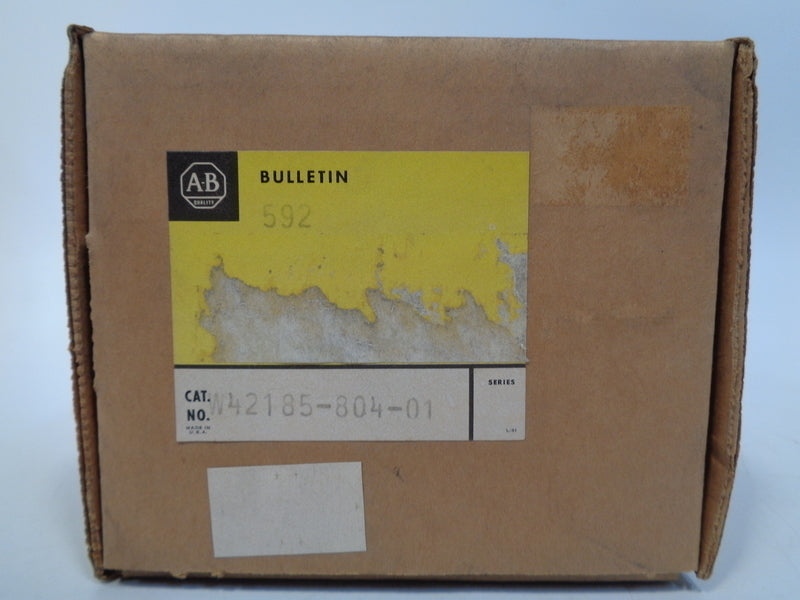 A-B
QUALITY
BULLETIN
592
CAT.
NO.
W42185-804-01
MADE IN
U.S.A.
SERIES